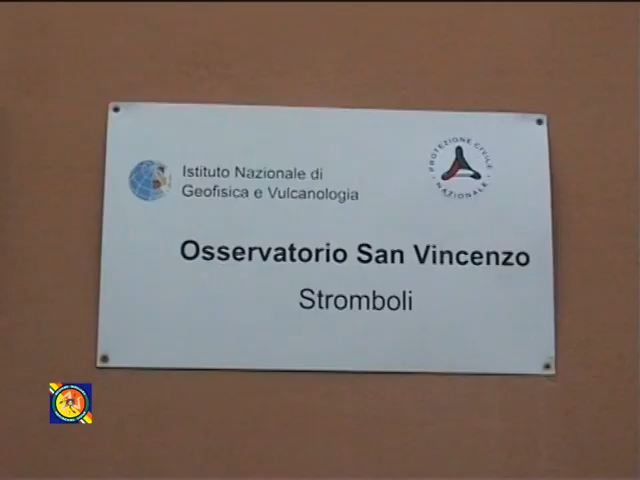 Istituto Nazionale di
Geofisica e Vulcanologia
PROTEZIONE CIVILE
NAZIONALE
Osservatorio San Vincenzo
Stromboli